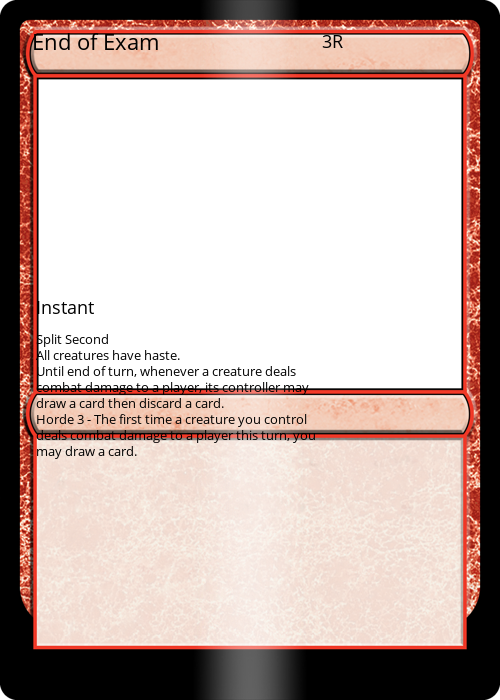 End of Exam 3R
Instant
Split Second
All creatures have haste.
Until end of turn, whenever a creature deals
combat damage to a player, its controller may
draw a card then discard a card.
Horde 3 - The first time a creature you control
deals combat damage to a player this turn, you
may draw a card.